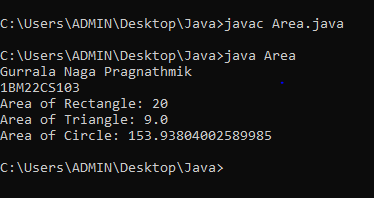 C:\Users\ADMIN\Desktop\Java>javac Area.java
C:\Users\ADMIN\Desktop\Java>java Area
Gurrala Naga Pragnathmik
1BM22CS103
Area of Rectangle: 20
Area of Triangle: 9.0
Area of Circle: 153.93804002589985
C:\Users\ADMIN\Desktop\Java>